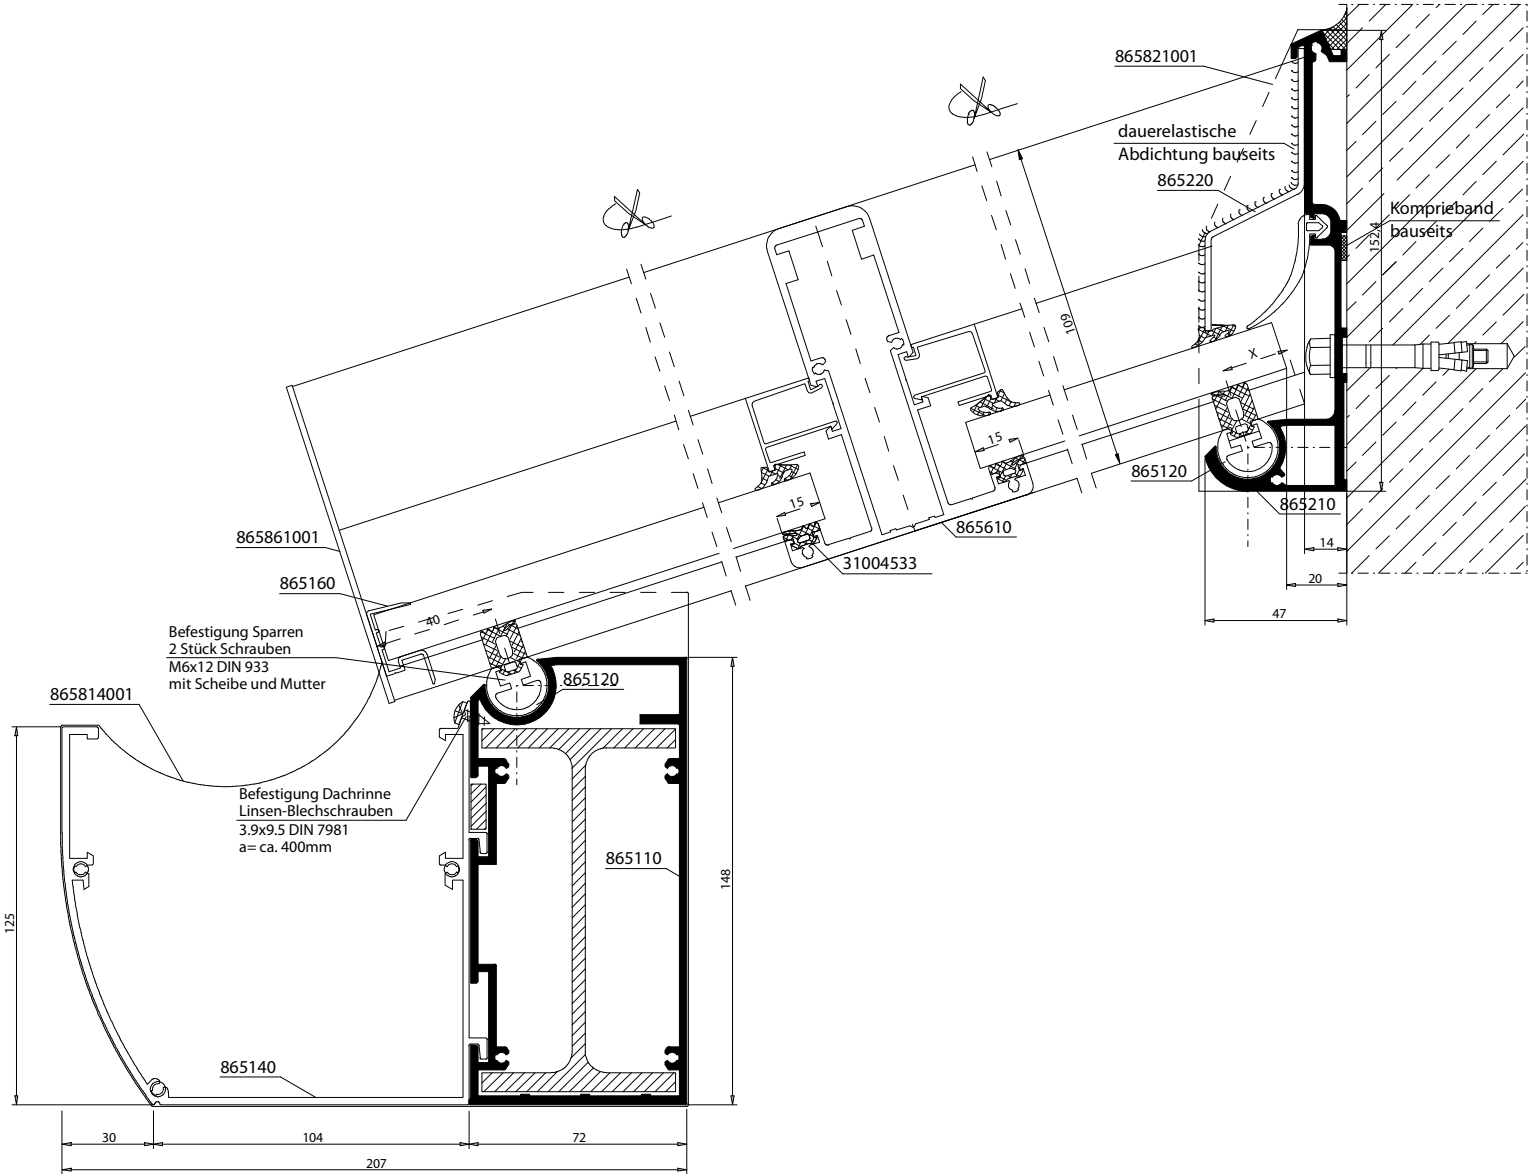 865821001
dauerelastische
Abdichtung bauseits
865220
Komprieband
bauseits
152,4
109
X
15
15
865120
865210
865610
31004533
14
20
47
865861001
865160
40
Befestigung Sparren
2 Stück Schrauben
M6x12 DIN 933
mit Scheibe und Mutter
865120
865814001
Befestigung Dachrinne
Linsen-Blechschrauben
3.9x9.5 DIN 7981
a= ca. 400mm
865110
148
125
865140
30
104
72
207